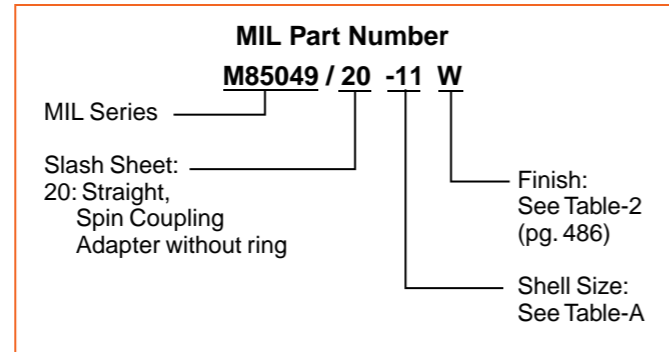 MIL Part Number
M85049 / 20 -11 W
MIL Series
Slash Sheet:
20: Straight,
Spin Coupling
Adapter without ring
Finish:
See Table-2
(pg. 486)
Shell Size:
See Table-A